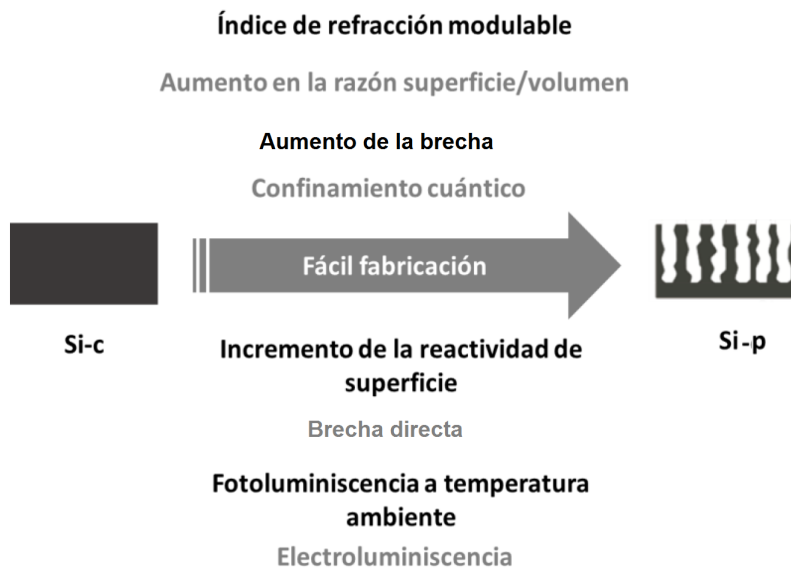 Índice de refracción modulable
Aumento en la razón superficie/volumen
Aumento de la brecha
Confinamiento cuántico
Fácil fabricación
Si-c
Si-p
Incremento de la reactividad de
superficie
Brecha directa
Fotoluminiscencia a temperatura
ambiente
Electroluminiscencia